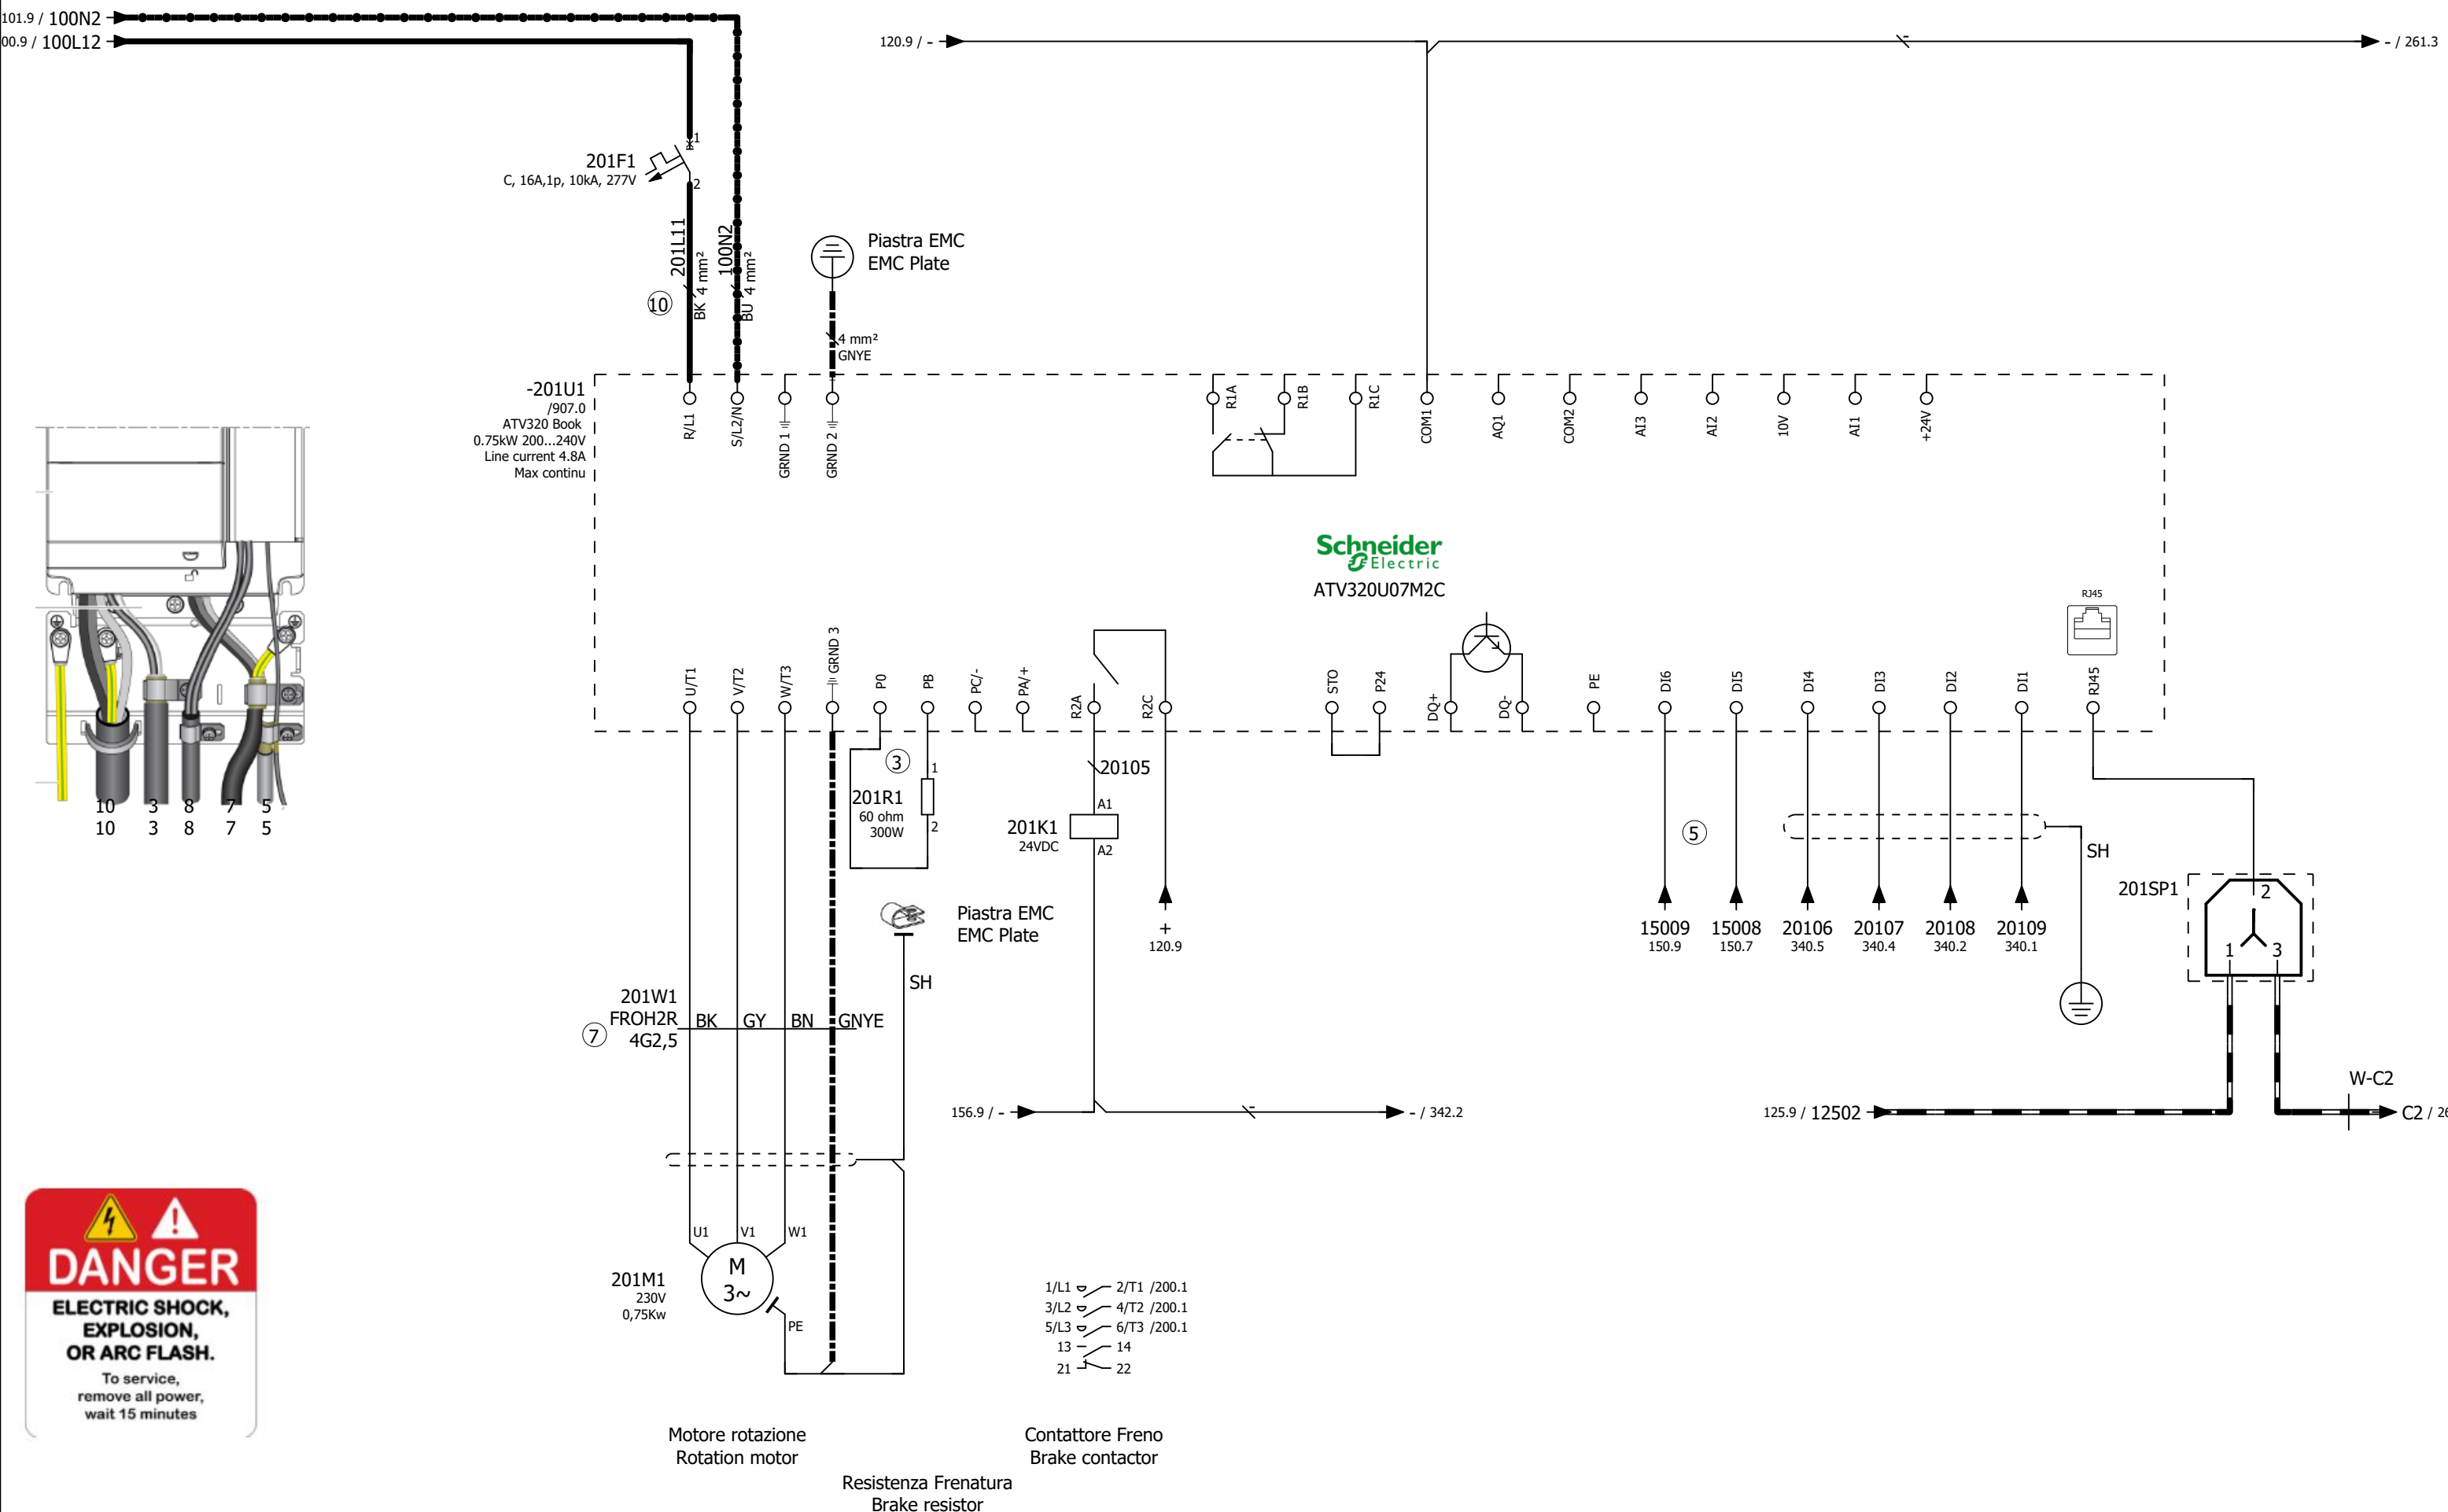 101.9 / 100N2
00.9 / 100L12
120.9 / -
-
- / 261.3
201F1
C, 16A,1p, 10kA, 277V
1
2
201L11
BK 4 mm²
100N2
BU 4 mm²
10
Piastra EMC
EMC Plate
4 mm²
GNYE
-201U1
/907.0
ATV320 Book
0.75kW 200...240V
Line current 4.8A
Max continu
R/L1
S/L2/N
GRND 1
GRND 2
R1A
R1B
R1C
COM1
AQ1
COM2
AI3
AI2
10V
AI1
+24V
Schneider
Electric
ATV320U07M2C
RJ45
U/T1
V/T2
W/T3
GRND 3
P0
PB
PC/-
PA/+
R2A
R2C
STO
P24
DQ+
DQ-
PE
DI6
DI5
DI4
DI3
DI2
DI1
RJ45
10 3 8 7 5
10 3 8 7 5
3
201R1
60 ohm
300W
1
2
20105
201K1
24VDC
A1
A2
+
120.9
Piastra EMC
EMC Plate
SH
5
15009
150.9
15008
150.7
20106
340.5
20107
340.4
20108
340.2
20109
340.1
SH
201SP1
2
1 3
201W1
FROH2R
4G2,5
7
BK GY BN GNYE
156.9 / -
-
- / 342.2
125.9 / 12502
W-C2
C2 / 26
DANGER
ELECTRIC SHOCK,
EXPLOSION,
OR ARC FLASH.
To service,
remove all power,
wait 15 minutes
U1 V1 W1
M
3~
201M1
230V
0,75Kw
PE
1/L1 2/T1 /200.1
3/L2 4/T2 /200.1
5/L3 6/T3 /200.1
13 14
21 22
Motore rotazione
Rotation motor
Contattore Freno
Brake contactor
Resistenza Frenatura
Brake resistor